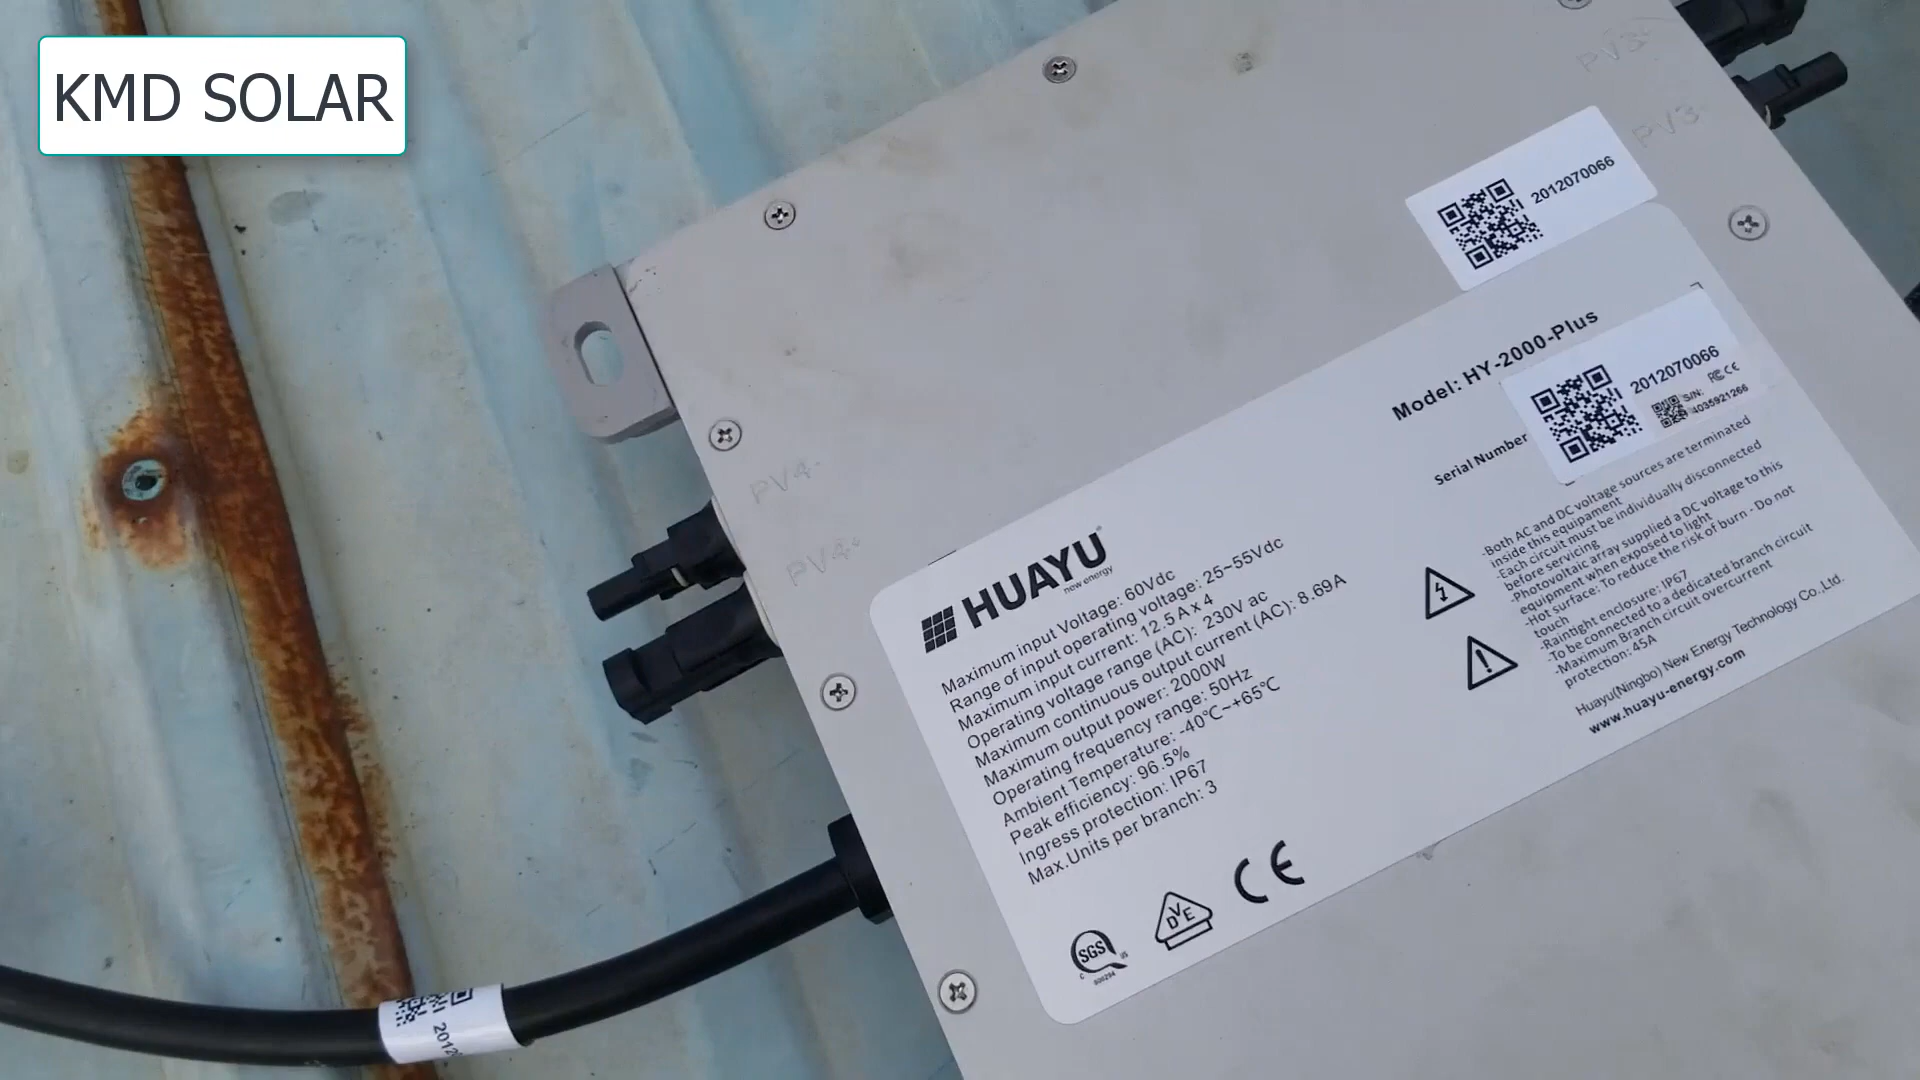 KMD SOLAR
PV3+
PV3-
2012070066
Model: HY-2000-Plus
Serial Number
2012070066
FC CE
S/N:
4035921266
PV4-
PV4+
HUAYU
new energy
Maximum input Voltage: 60Vdc
Range of input operating voltage: 25~55Vdc
Maximum input current: 12.5A x 4
Operating voltage range (AC): 230V ac
Maximum continuous output current (AC): 8.69A
Maximum output power: 2000W
Operating frequency range: 50Hz
Ambient Temperature: -40℃~+65℃
Peak efficiency: 96.5%
Ingress protection: IP67
Max.Units per branch: 3
-Both AC and DC voltage sources are terminated
inside this equipament
-Each circuit must be individually disconnected
before servicing
-Photovoltaic array supplied a DC voltage to this
equipment when exposed to light
-Hot surface: To reduce the risk of burn - Do not
touch
-Raintight enclosure: IP67
-To be connected to a dedicated branch circuit
-Maximum Branch circuit overcurrent
protection: 45A
Huayu(Ningbo) New Energy Technology Co.,Ltd.
www.huayu-energy.com
SGS
C US
DVE
CE
2012